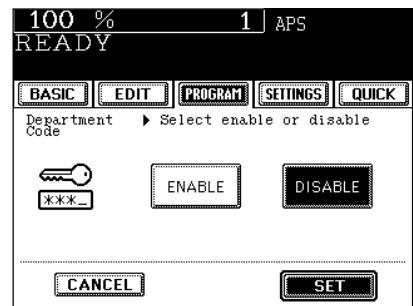 100 % 1 APS
READY
BASIC EDIT PROGRAM SETTINGS QUICK
Department ▶ Select enable or disable
Code
***_ ENABLE DISABLE
CANCEL SET